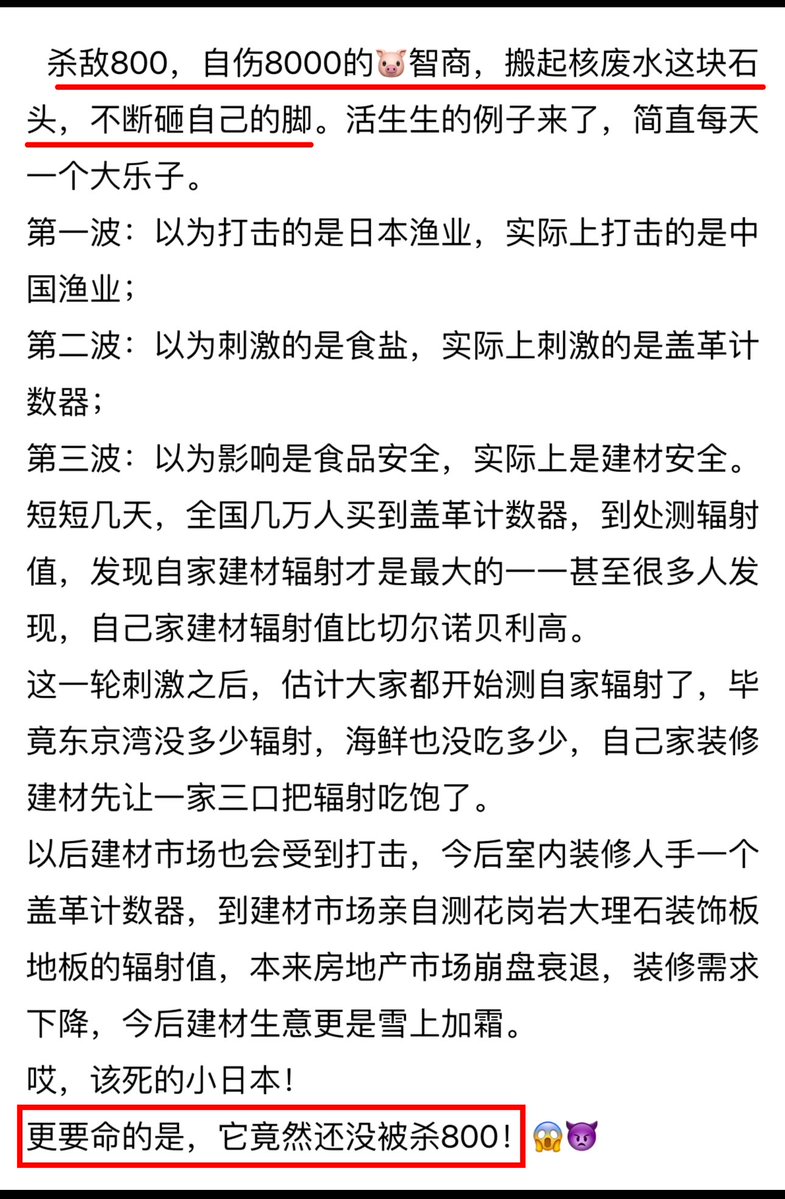 杀敌800，自伤8000的🐷智商，搬起核废水这块石
头，不断砸自己的脚。活生生的例子来了，简直每天
一个大乐子。
第一波：以为打击的是日本渔业，实际上打击的是中
国渔业；
第二波：以为刺激的是食盐，实际上刺激的是盖革计
数器；
第三波：以为影响是食品安全，实际上是建材安全。
短短几天，全国几万人买到盖革计数器，到处测辐射
值，发现自家建材辐射才是最大的一一甚至很多人发
现，自己家建材辐射值比切尔诺贝利高。
这一轮刺激之后，估计大家都开始测自家辐射了，毕
竟东京湾没多少辐射，海鲜也没吃多少，自己家装修
建材先让一家三口把辐射吃饱了。
以后建材市场也会受到打击，今后室内装修人手一个
盖革计数器，到建材市场亲自测花岗岩大理石装饰板
地板的辐射值，本来房地产市场崩盘衰退，装修需求
下降，今后建材生意更是雪上加霜。
哎，该死的小日本！
更要命的是，它竟然还没被杀800！😱👿